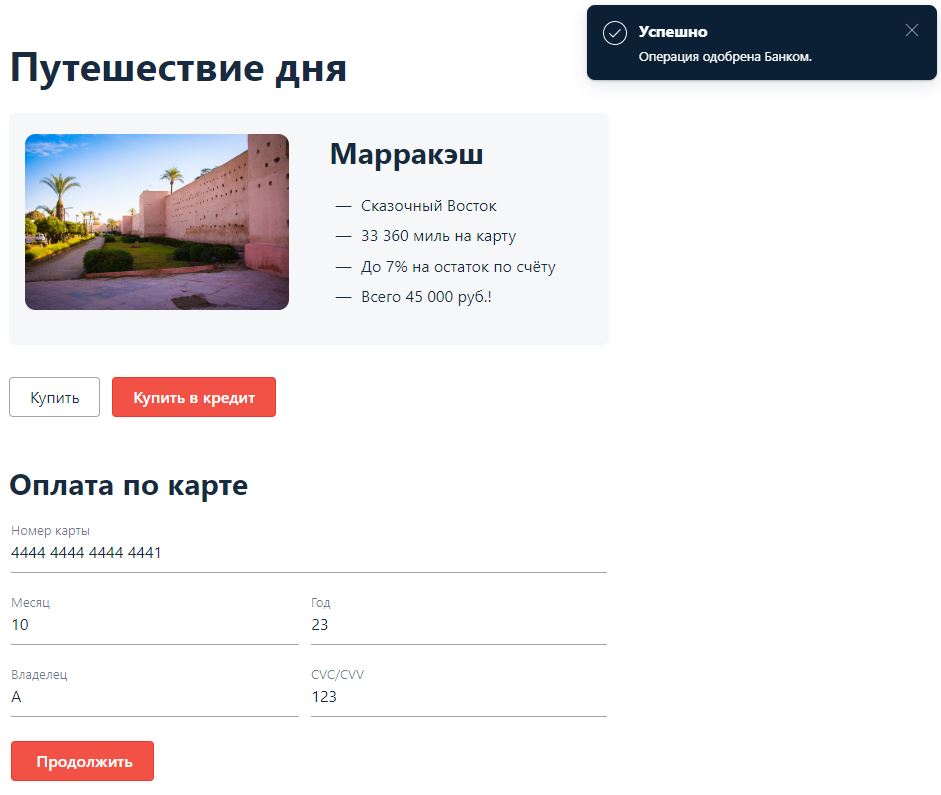 Успешно
Операция одобрена Банком.
Путешествие дня
Марракэш
— Сказочный Восток
— 33 360 миль на карту
— До 7% на остаток по счёту
— Всего 45 000 руб.!
Купить
Купить в кредит
Оплата по карте
Номер карты
4444 4444 4444 4441
Месяц Год
10 23
Владелец CVC/CVV
A 123
Продолжить